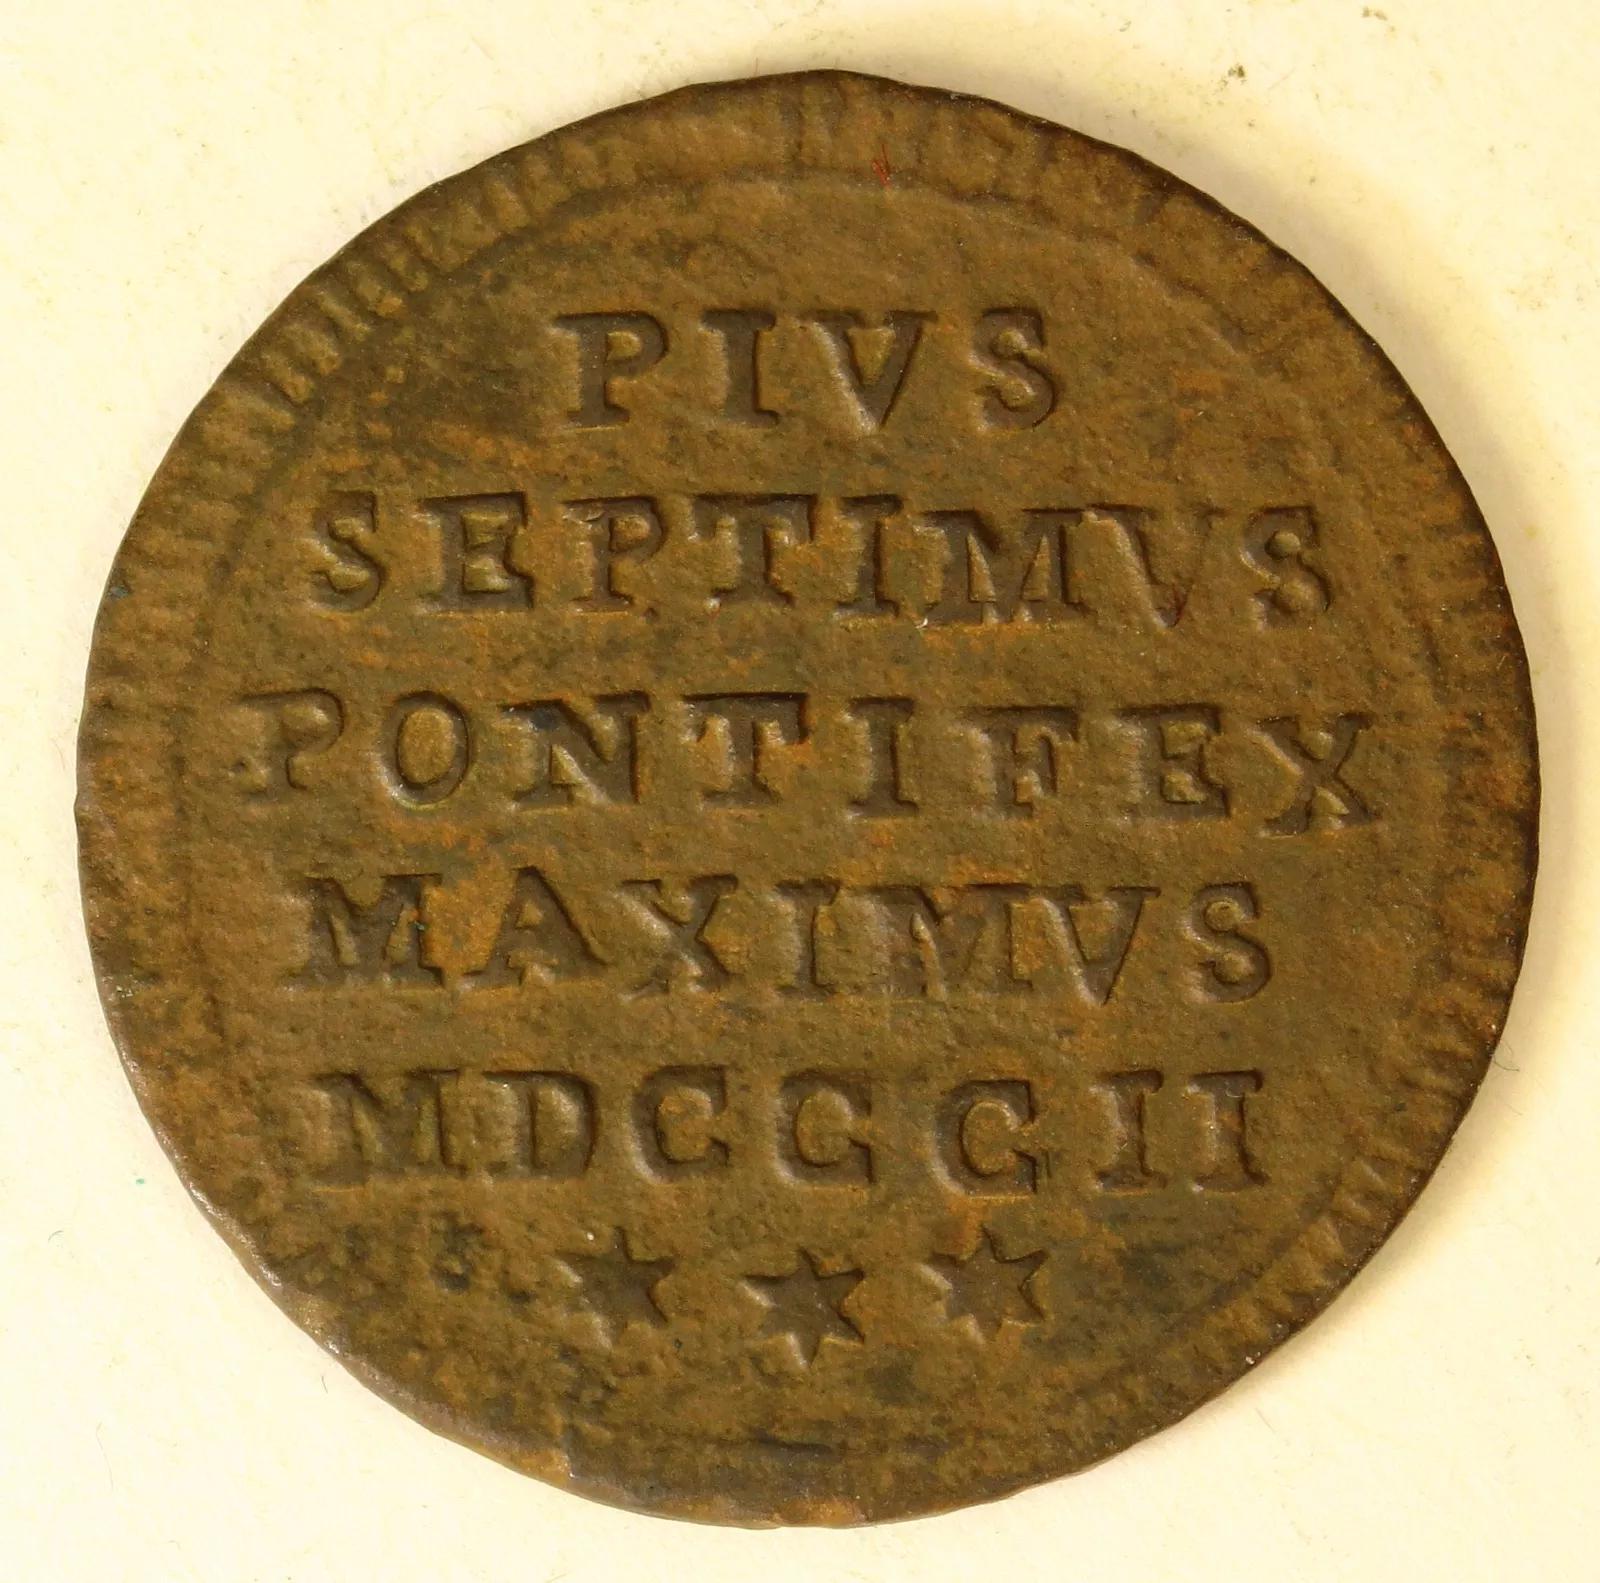 PIVS
SEPTIMVS
PONTIFEX
MAXIMVS
MDCCCII